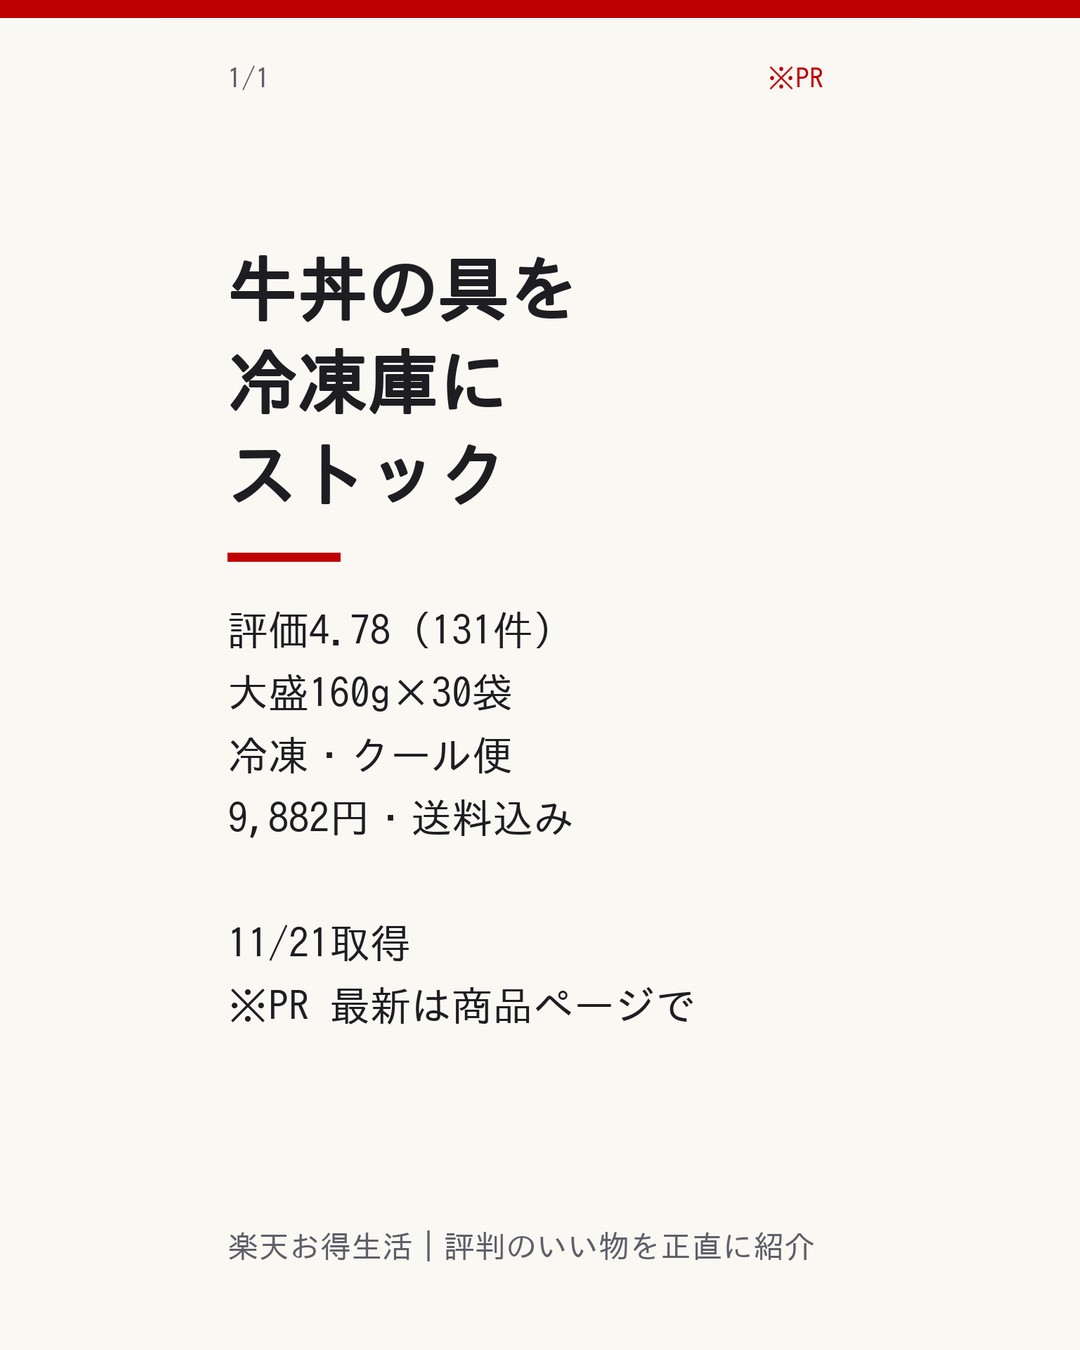 1/1
※PR
牛丼の具を
冷凍庫に
ストック
評価4.78（131件）
大盛160g×30袋
冷凍・クール便
9,882円・送料込み
11/21取得
※PR 最新は商品ページで
楽天お得生活｜評判のいい物を正直に紹介